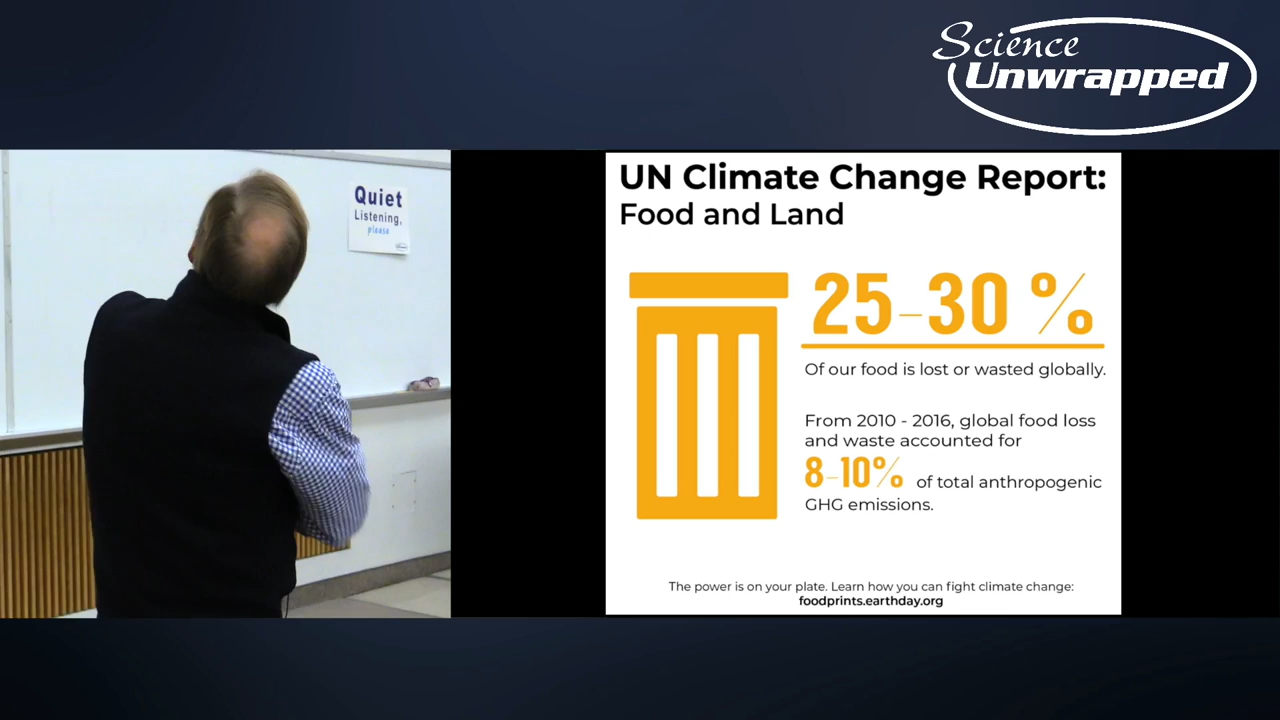 Science
Unwrapped
Quiet
Listening,
please
UN Climate Change Report:
Food and Land
25–30 %
Of our food is lost or wasted globally.
From 2010 - 2016, global food loss
and waste accounted for
8–10% of total anthropogenic
GHG emissions.
The power is on your plate. Learn how you can fight climate change:
foodprints.earthday.org